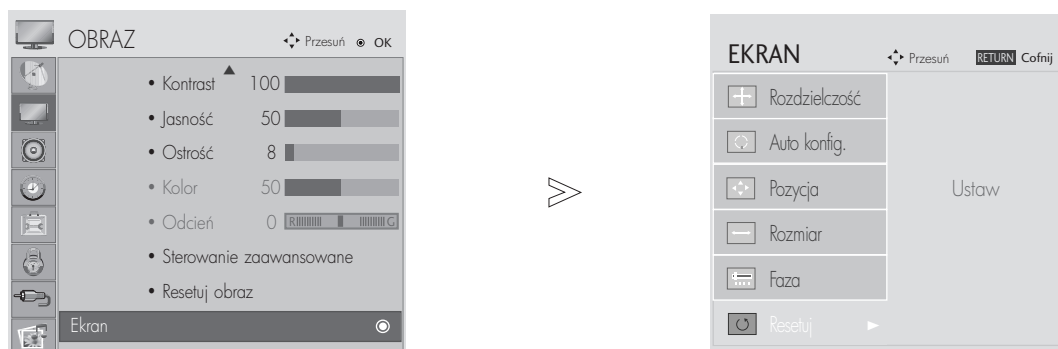 OBRAZ Przesuń OK
• Kontrast 100
• Jasność 50
• Ostrość 8
• Kolor 50
• Odcień 0 R G
• Sterowanie zaawansowane
• Resetuj obraz
Ekran
EKRAN Przesuń RETURN Cofnij
Rozdzielczość
Auto konfig.
Pozycja
Rozmiar
Faza
Resetuj
Ustaw